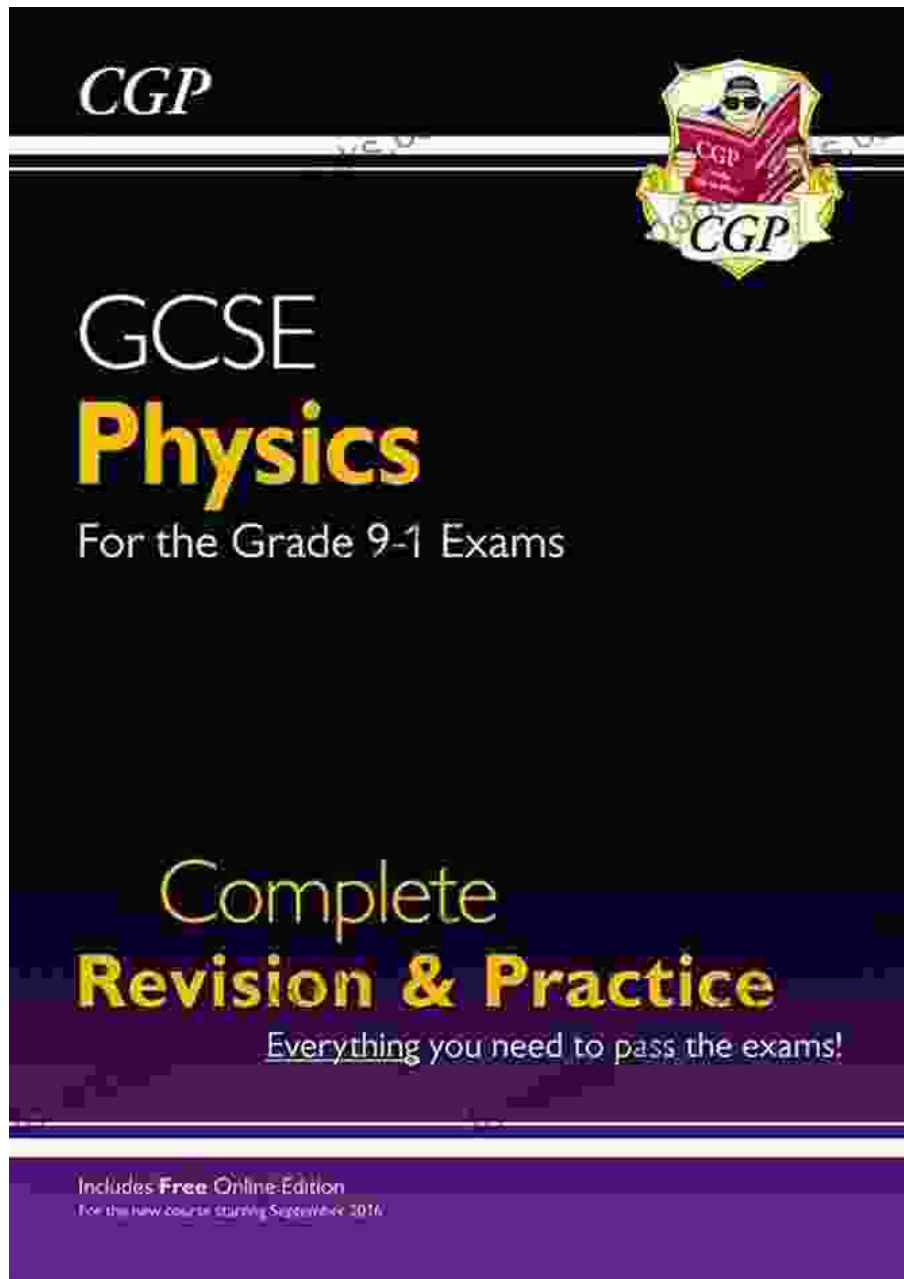 CGP
CGP
CGP
GCSE
Physics
For the Grade 9-1 Exams
Complete
Revision & Practice
Everything you need to pass the exams!
Includes Free Online Edition
For the new course starting September 2016